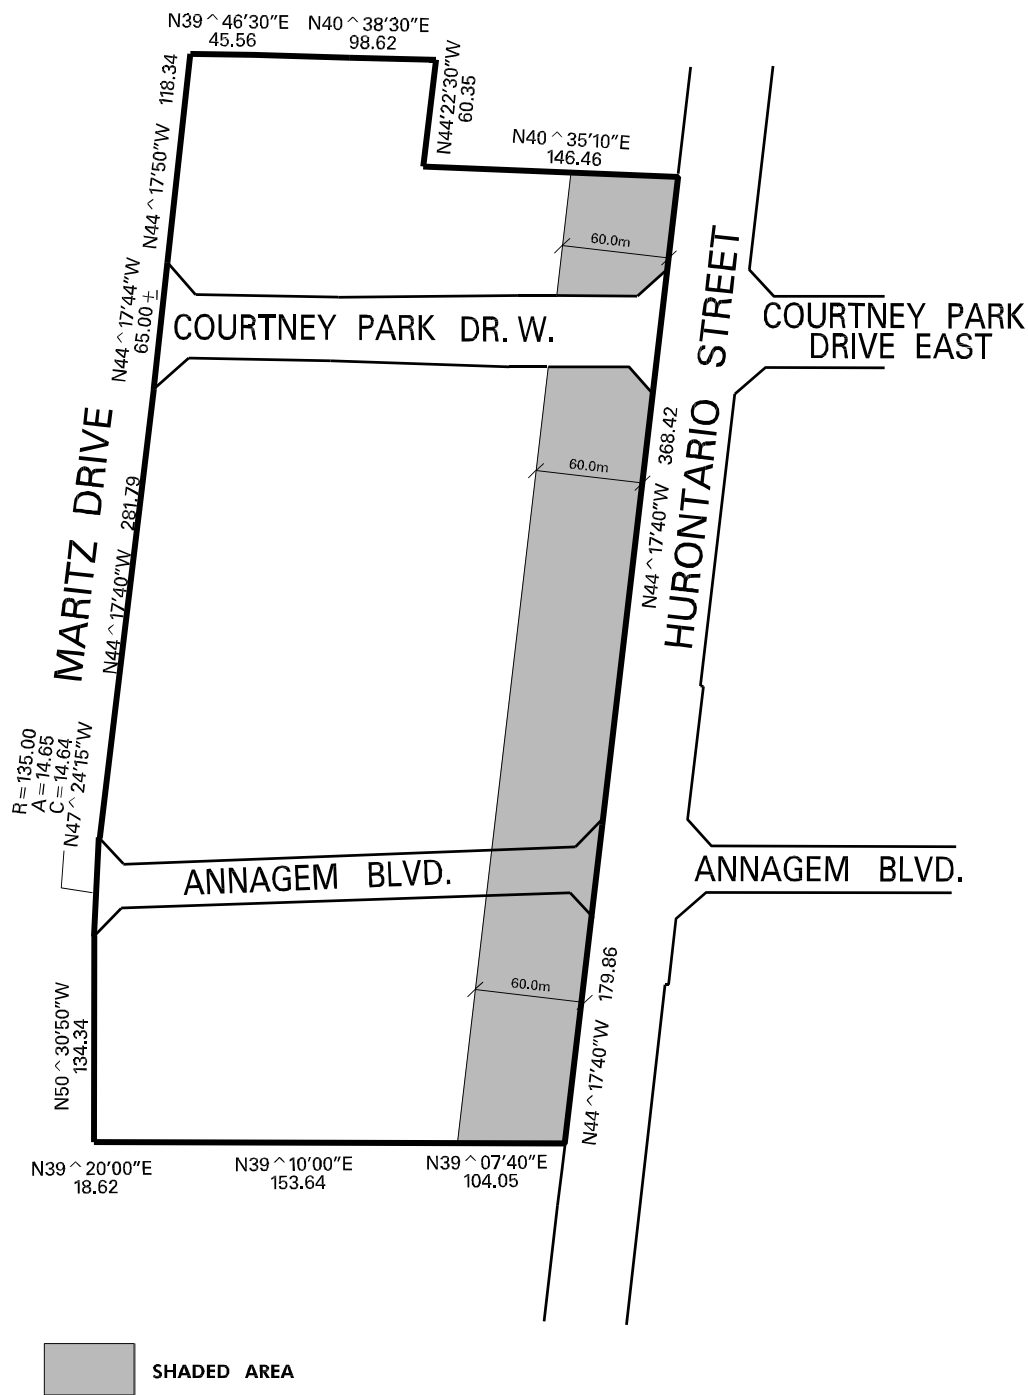 N39^46'30"E
45.56
N40^38'30"E
98.62
N44'22'30"W
60.35
N40^35'10"E
146.46
N44^17'50"W 118.34
N44^17'44"W
65.00±
60.0m
COURTNEY PARK DR. W.
COURTNEY PARK
DRIVE EAST
HURONTARIO STREET
MARITZ DRIVE
N44^17'40"W 281.79
60.0m
N44^17'40"W 368.42
R=135.00
A=14.65
C=14.64
N47^24'15"W
ANNAGEM BLVD.
ANNAGEM BLVD.
N50^30'50"W
134.34
60.0m
N44^17'40"W 179.86
N39^20'00"E
18.62
N39^10'00"E
153.64
N39^07'40"E
104.05
SHADED AREA